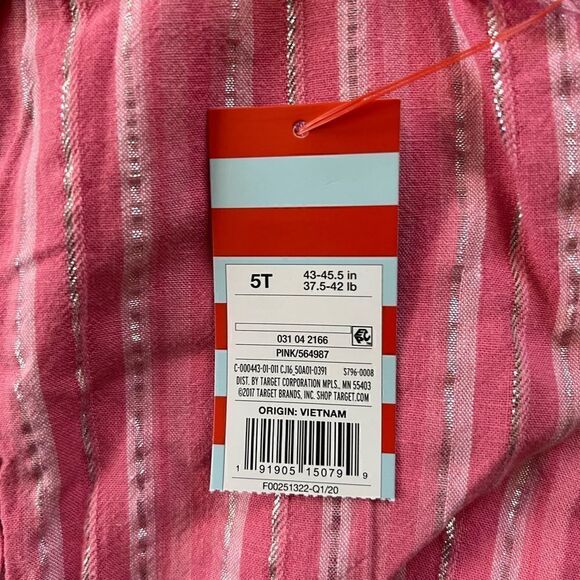 5T 43-45.5 in
37.5-42 lb
031 04 2166
PINK/564987
C-000443-01-011 CJ16_50A01-0391 S796-0008
DIST. BY TARGET CORPORATION MPLS., MN 55403
©2017 TARGET BRANDS, INC. SHOP TARGET.COM
ORIGIN: VIETNAM
1 91905 15079 9
F00251322-Q1/20